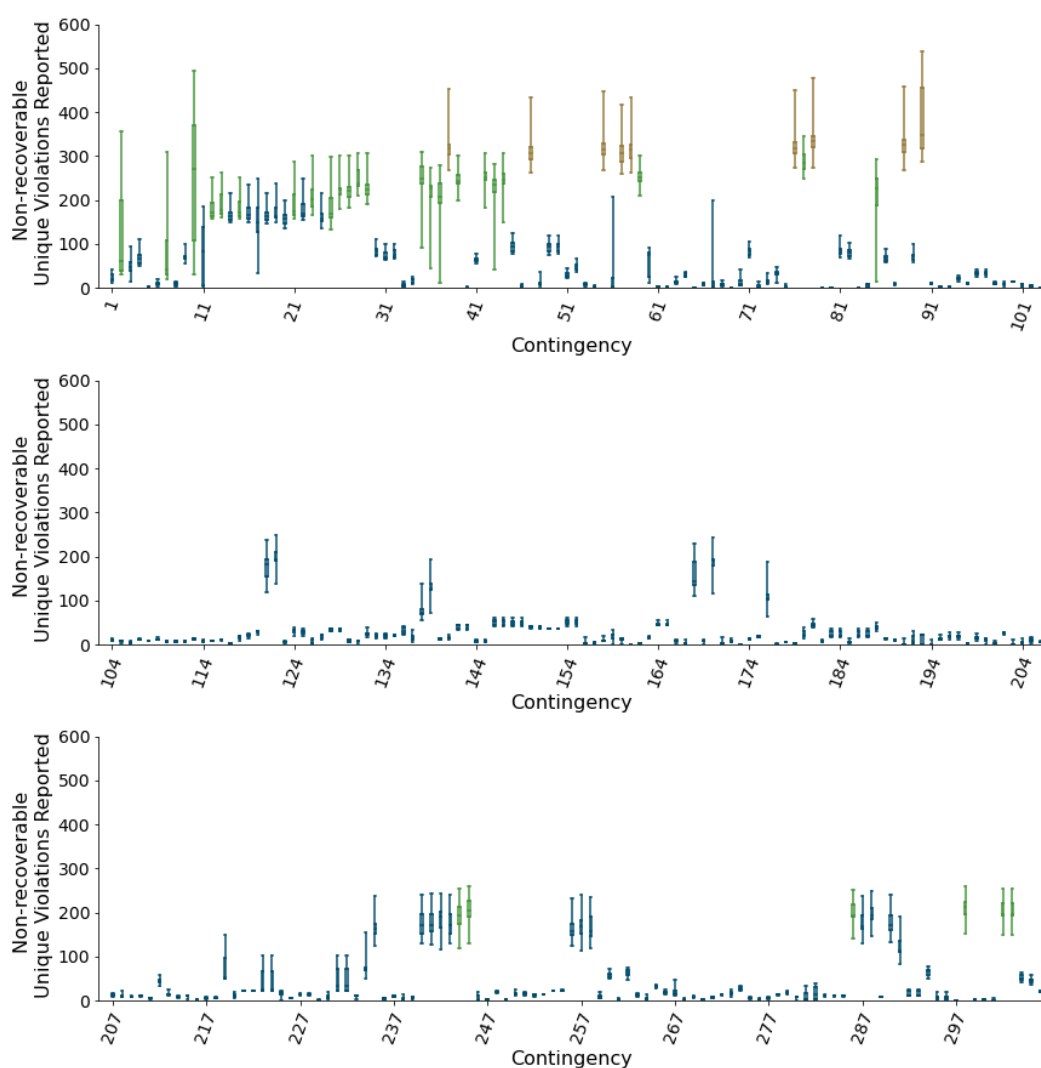 600
500
400
300
200
100
0
Non-recoverable
Unique Violations Reported
1 11 21 31 41 51 61 71 81 91 101
Contingency
600
500
400
300
200
100
0
Non-recoverable
Unique Violations Reported
104 114 124 134 144 154 164 174 184 194 204
Contingency
600
500
400
300
200
100
0
Non-recoverable
Unique Violations Reported
207 217 227 237 247 257 267 277 287 297
Contingency